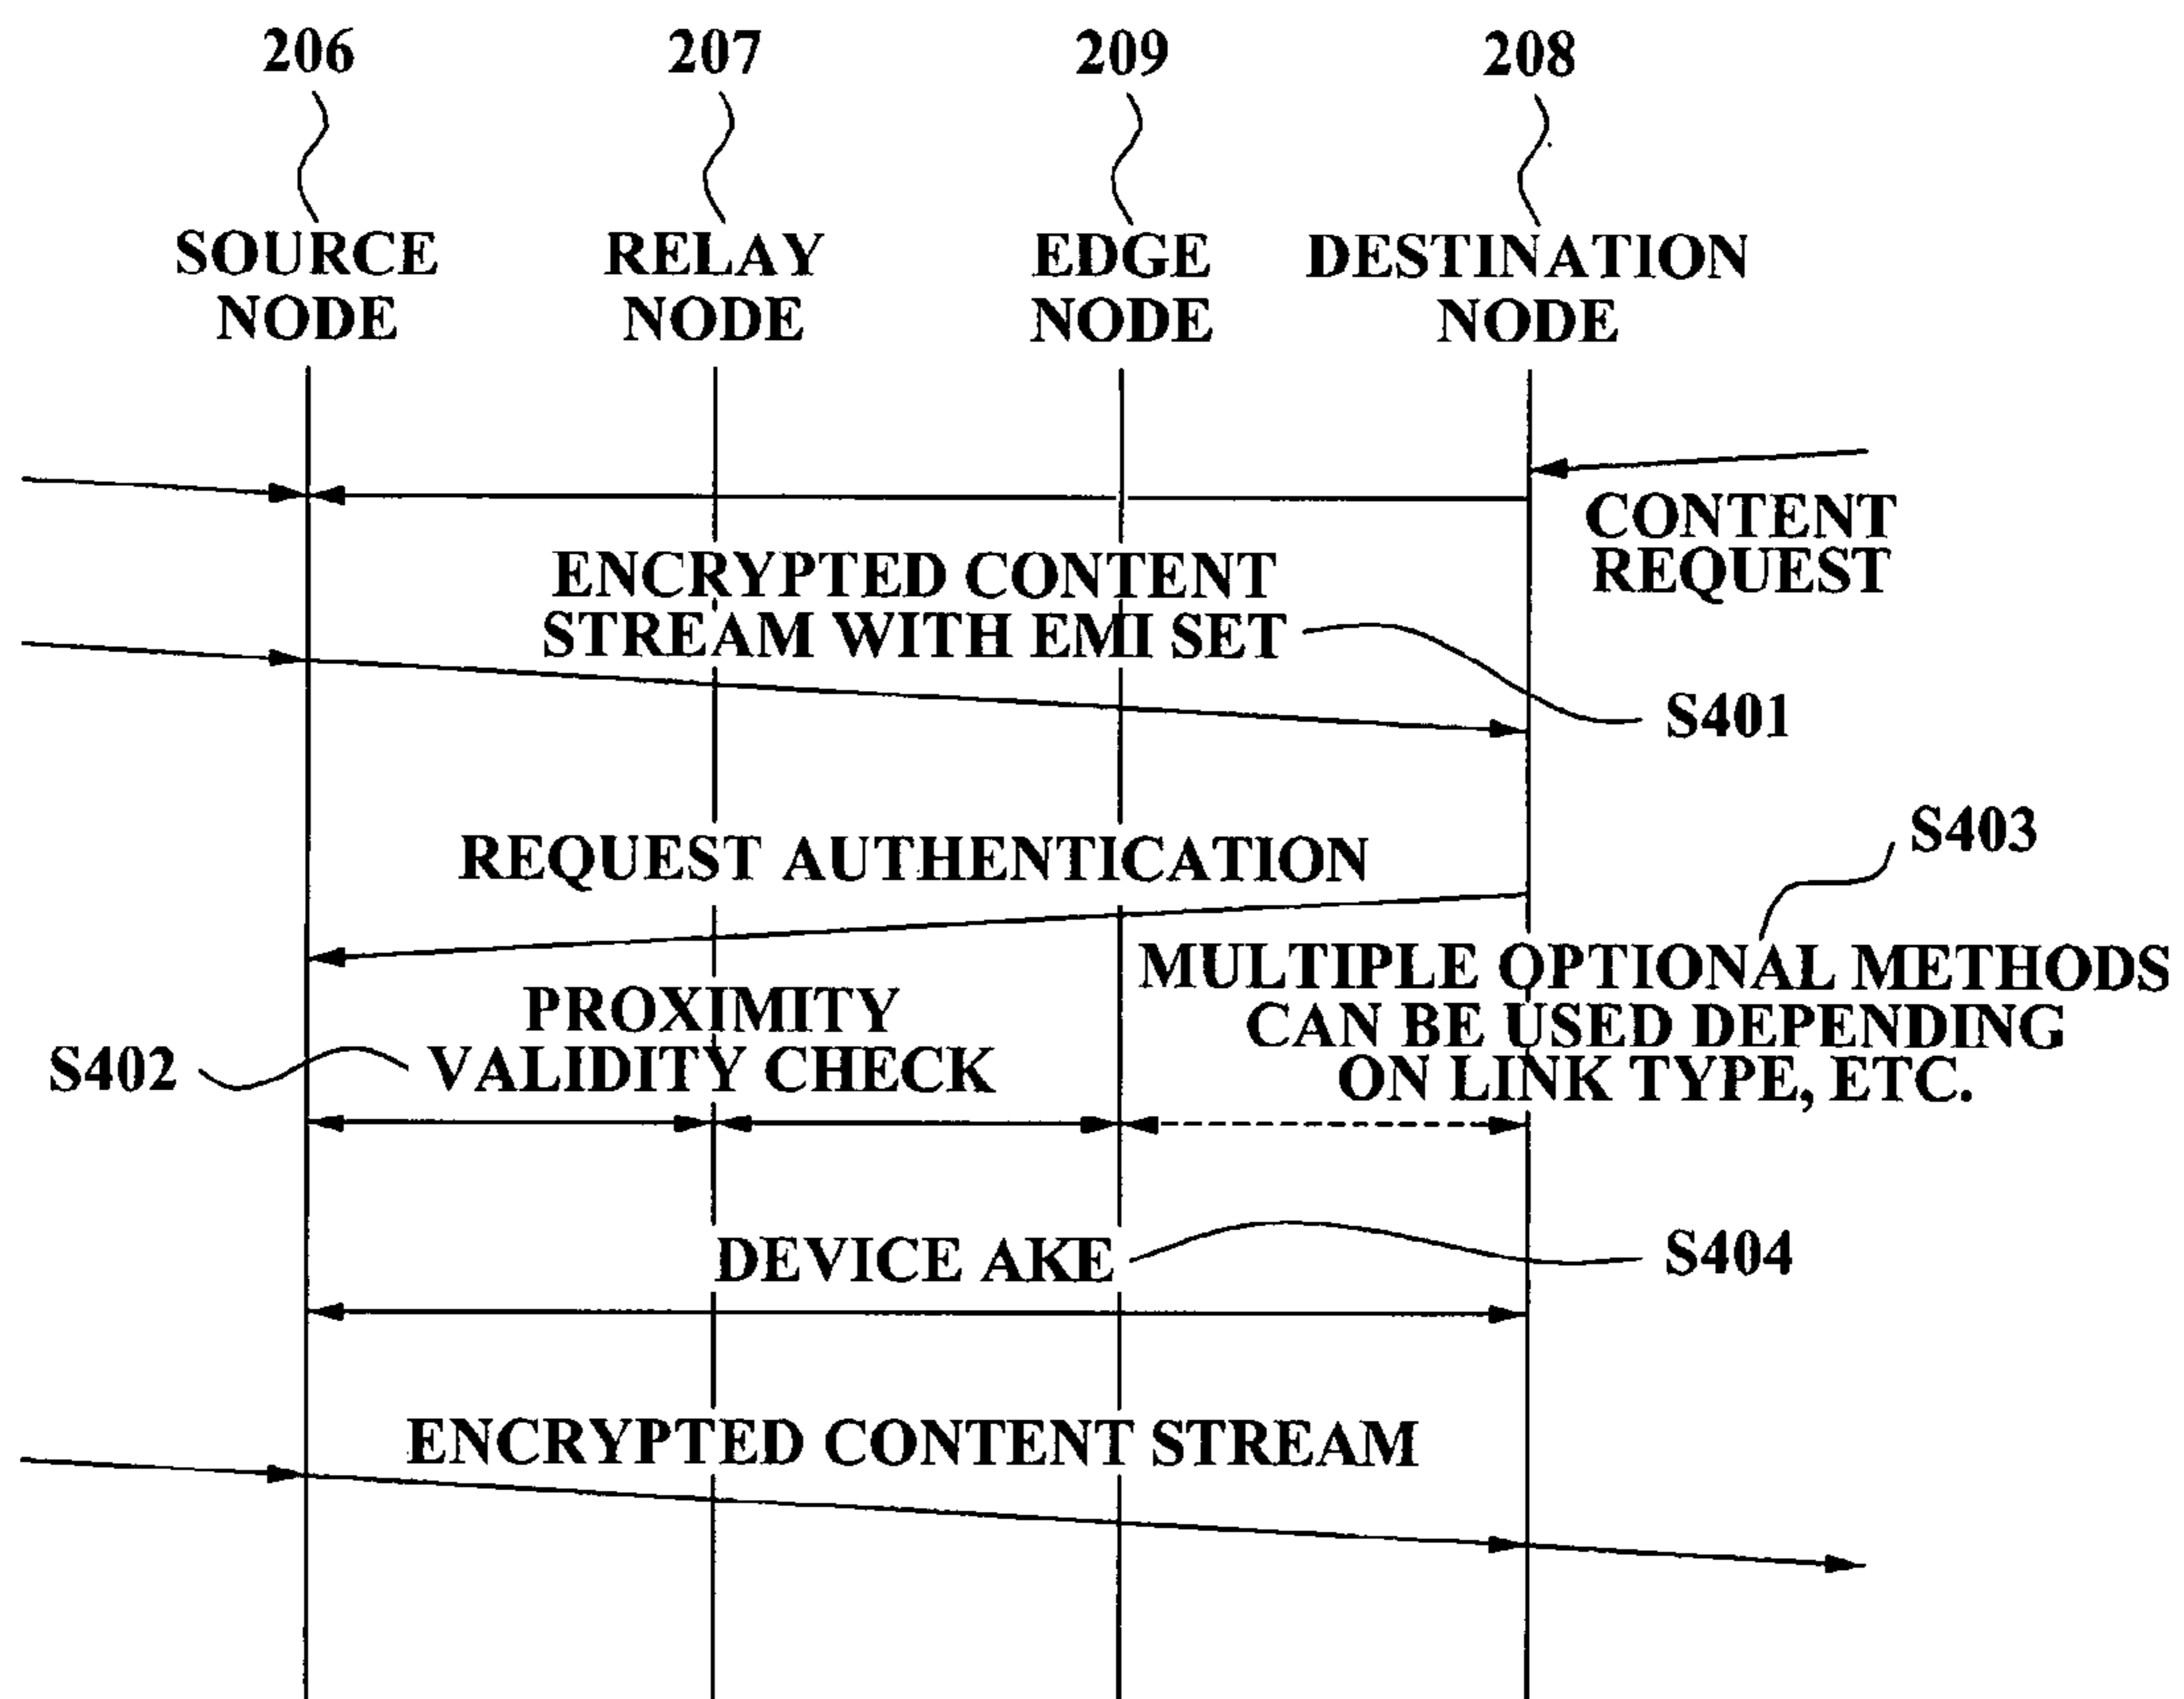 206
207
209
208
SOURCE
NODE
RELAY
NODE
EDGE
NODE
DESTINATION
NODE
CONTENT
REQUEST
ENCRYPTED CONTENT
STREAM WITH EMI SET
S401
REQUEST AUTHENTICATION
S403
MULTIPLE OPTIONAL METHODS
CAN BE USED DEPENDING
ON LINK TYPE, ETC.
PROXIMITY
VALIDITY CHECK
S402
DEVICE AKE
S404
ENCRYPTED CONTENT STREAM